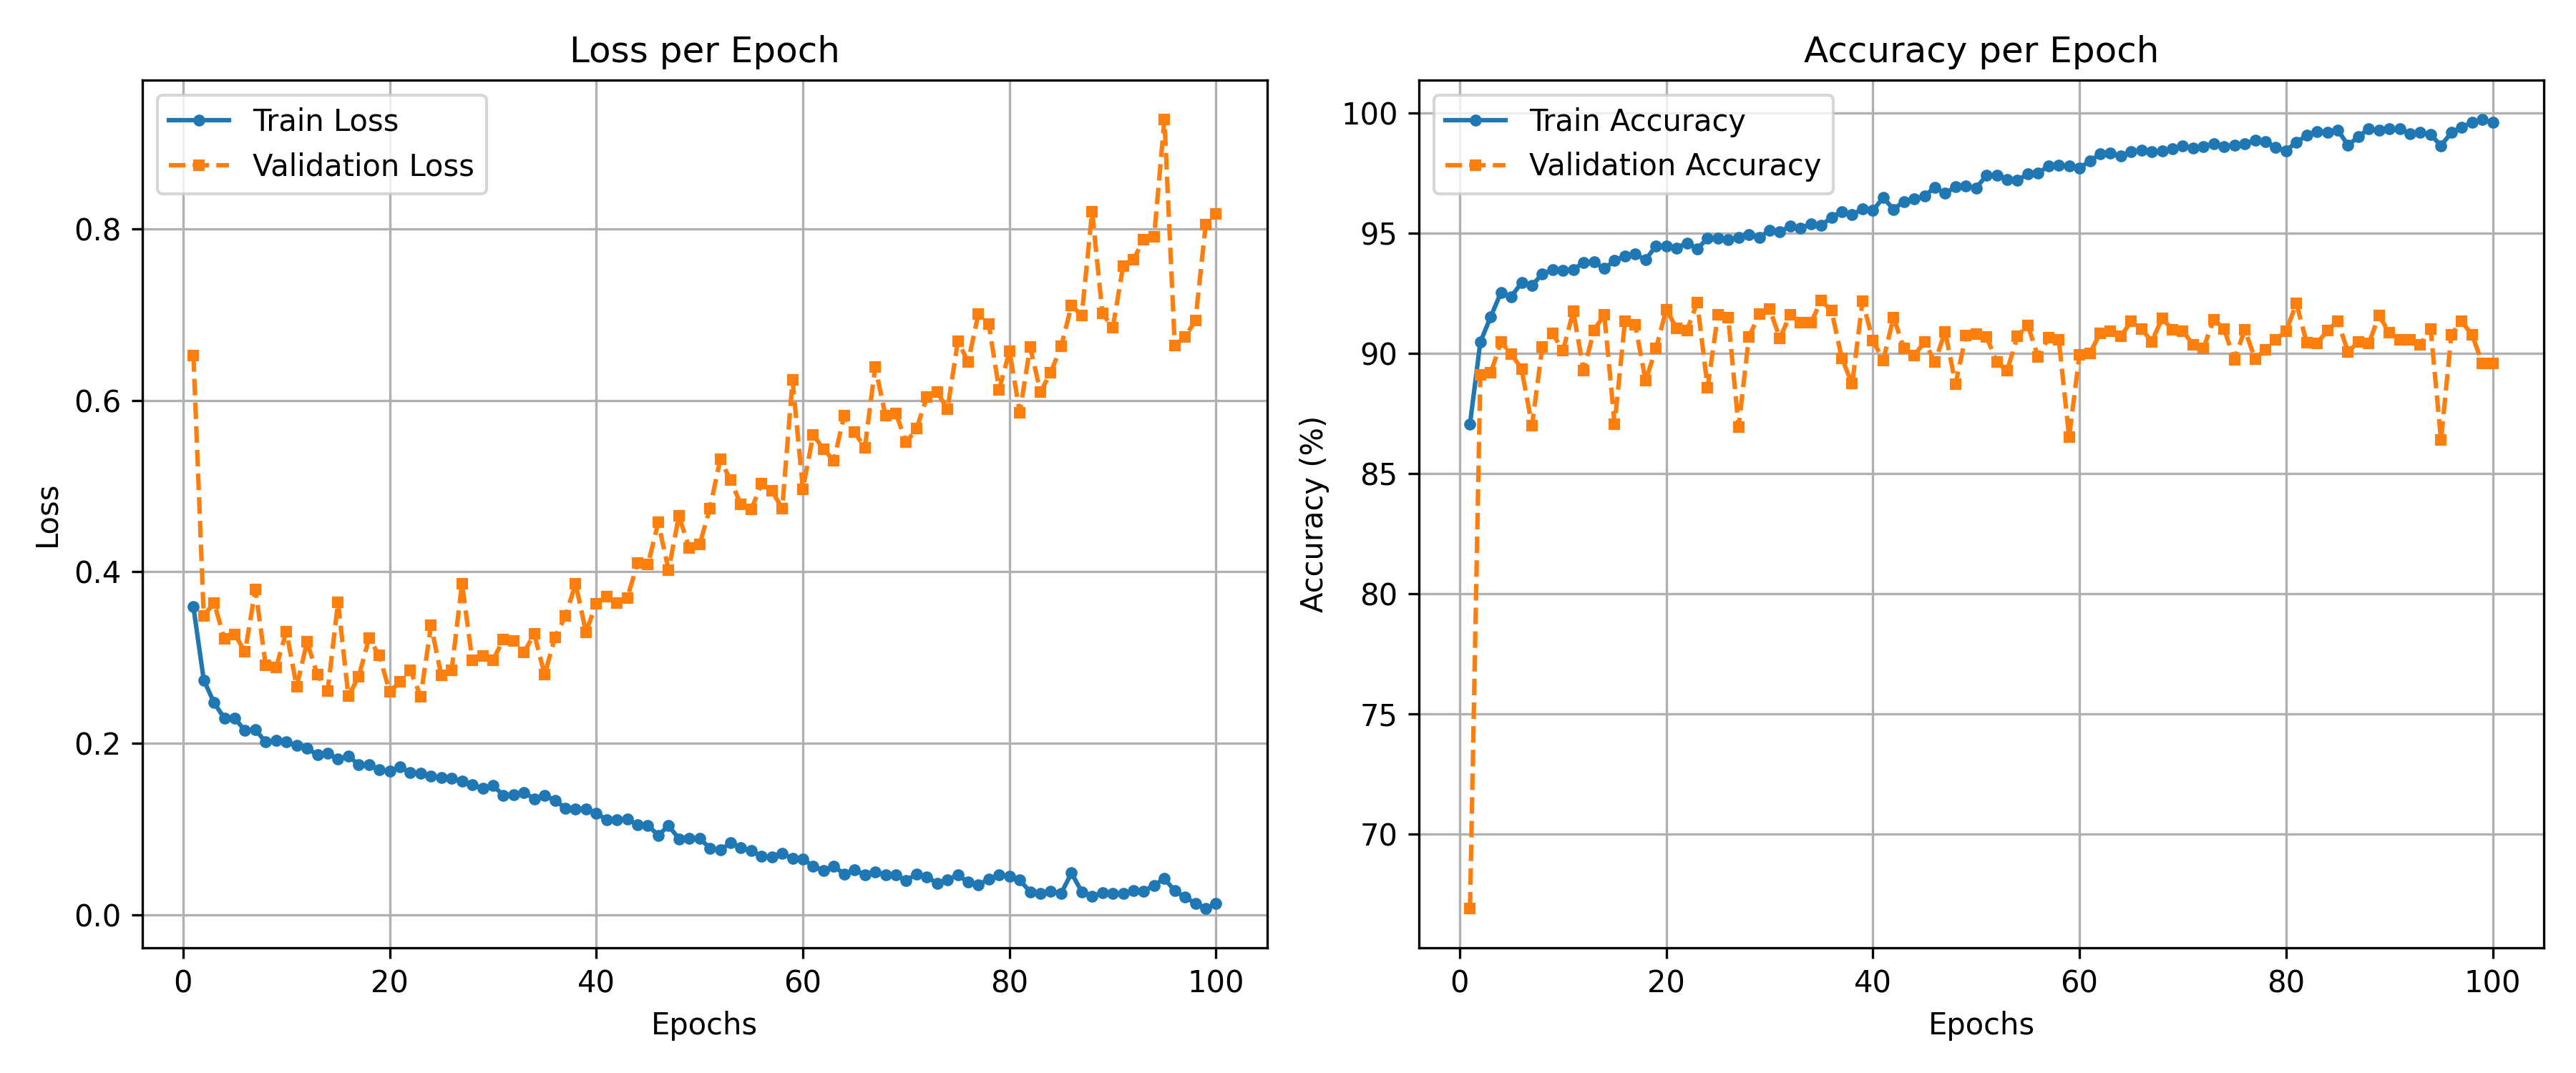 Loss per Epoch
Train Loss
Validation Loss
0.8
0.6
0.4
0.2
0.0
Loss
0 20 40 60 80 100
Epochs
Accuracy per Epoch
Train Accuracy
Validation Accuracy
100
95
90
85
80
75
70
Accuracy (%)
0 20 40 60 80 100
Epochs